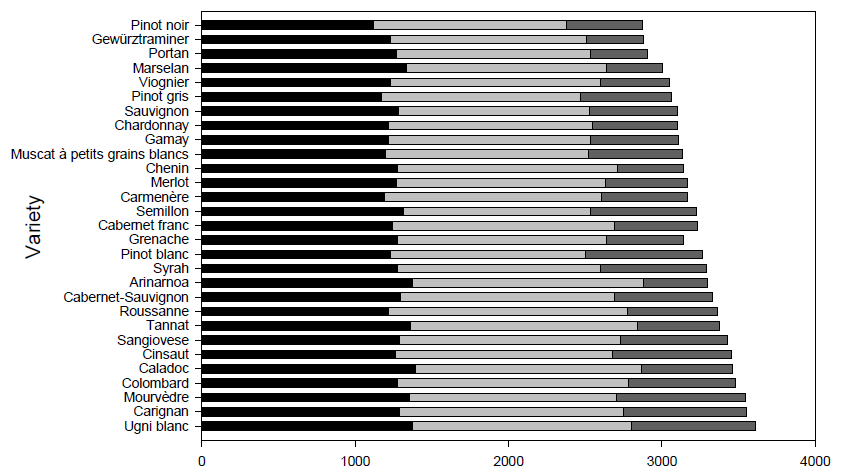 Variety
Pinot noir
Gewürztraminer
Portan
Marselan
Viognier
Pinot gris
Sauvignon
Chardonnay
Gamay
Muscat à petits grains blancs
Chenin
Merlot
Carmenère
Semillon
Cabernet franc
Grenache
Pinot blanc
Syrah
Arinarnoa
Cabernet-Sauvignon
Roussanne
Tannat
Sangiovese
Cinsaut
Caladoc
Colombard
Mourvèdre
Carignan
Ugni blanc
0 1000 2000 3000 4000